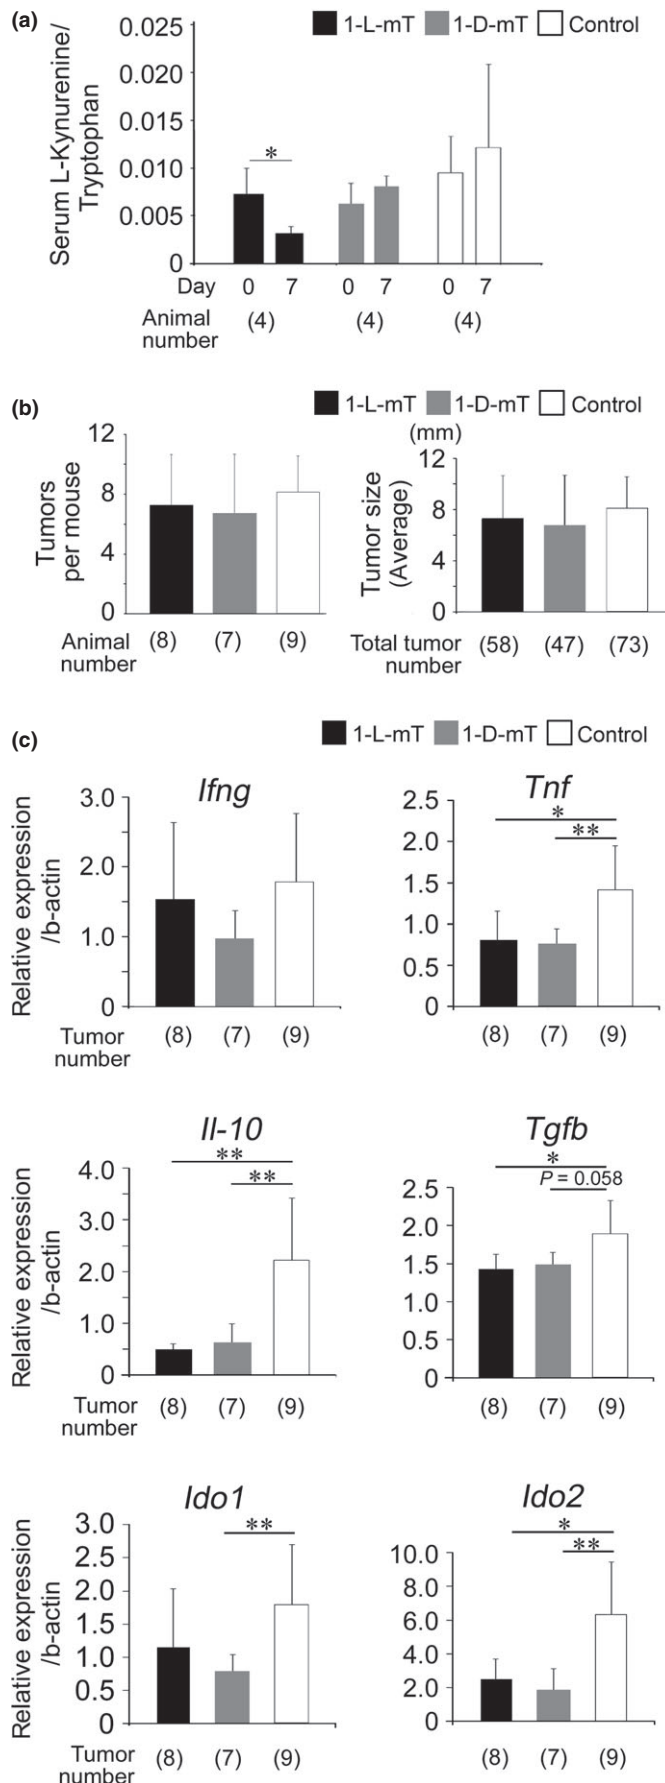 (a)
1-L-mT 1-D-mT Control
Serum L-Kynurenine/
Tryptophan
0.025
0.020
0.015
0.010
0.005
0
*
Day 0 7 0 7 0 7
Animal
number
(4) (4) (4)
(b)
1-L-mT 1-D-mT Control
Tumors
per mouse
12
8
4
0
Animal
number
(8) (7) (9)
(mm)
Tumor size
(Average)
12
8
4
0
Total tumor
number
(58) (47) (73)
(c)
1-L-mT 1-D-mT Control
Ifng
Relative expression
/b-actin
3.0
2.0
1.0
0
Tumor
number
(8) (7) (9)
Tnf
2.5
2.0
1.5
1.0
0.5
0
*
**
(8) (7) (9)
Il-10
Relative expression
/b-actin
4.0
3.0
2.0
1.0
0
**
**
Tumor
number
(8) (7) (9)
Tgfb
2.5
2.0
1.5
1.0
0.5
0
*
P = 0.058
(8) (7) (9)
Ido1
Relative expression
/b-actin
3.0
2.5
2.0
1.5
1.0
0.5
0
**
Tumor
number
(8) (7) (9)
Ido2
10.0
8.0
6.0
4.0
2.0
0
*
**
(8) (7) (9)